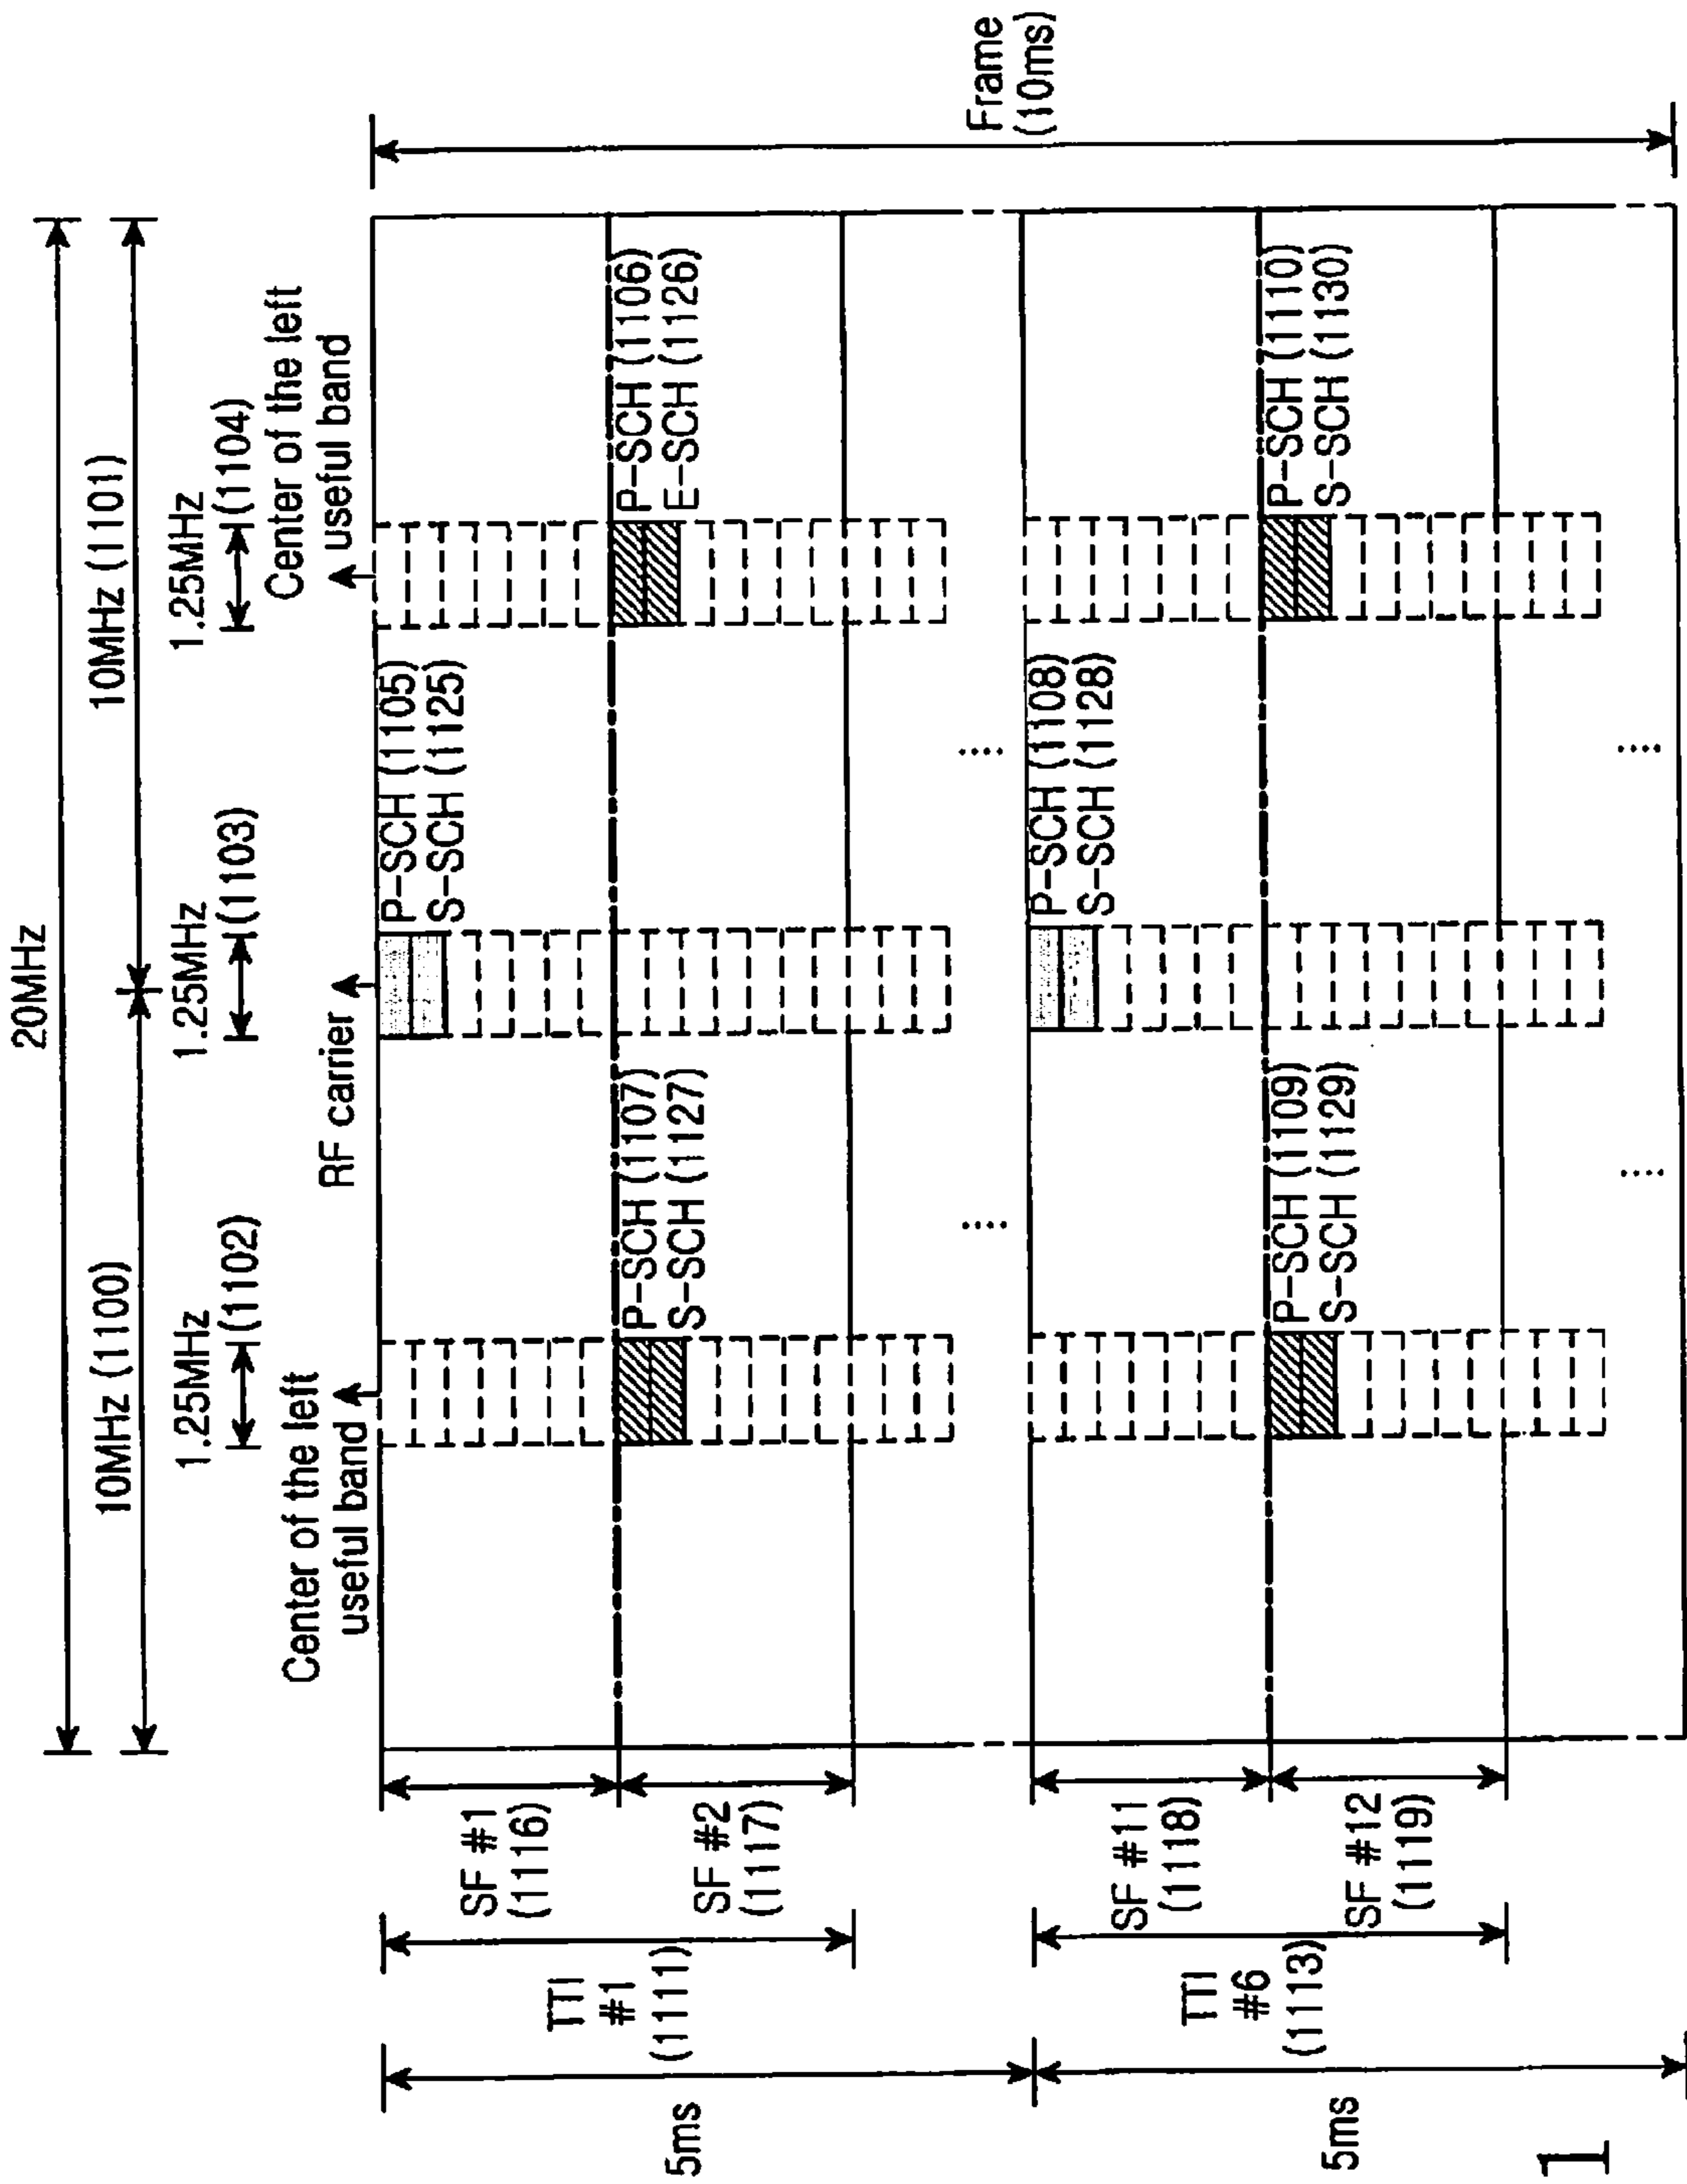 20MHz
10MHz (1100)
10MHz (1101)
1.25MHz
(1102)
1.25MHz
(1103)
1.25MHz
(1104)
Center of the left
useful band
RF carrier
Center of the left
useful band
P-SCH (1105)
S-SCH (1125)
P-SCH (1107)
S-SCH (1127)
P-SCH (1106)
E-SCH (1126)
P-SCH (1108)
S-SCH (1128)
P-SCH (1109)
S-SCH (1129)
P-SCH (1110)
S-SCH (1130)
SF #1
(1116)
SF #2
(1117)
SF #11
(1118)
SF #12
(1119)
TTI
#1
(1111)
TTI
#6
(1113)
5ms
5ms
Frame
(10ms)